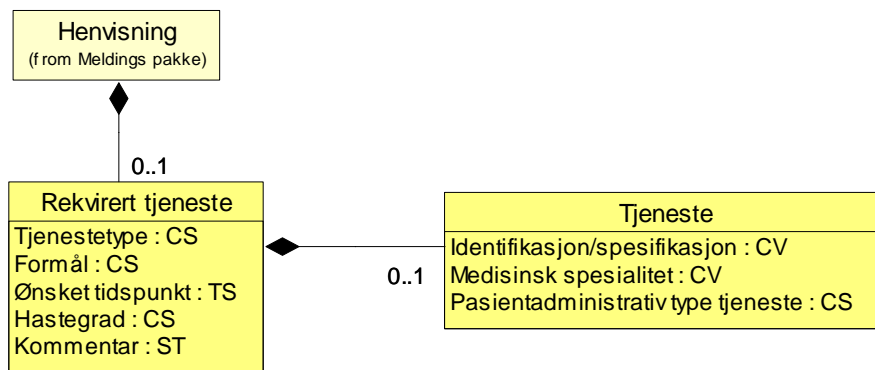 Henvisning
(from Meldings pakke)
0..1
Rekvirert tjeneste
Tjenestetype : CS
Formål : CS
Ønsket tidspunkt : TS
Hastegrad : CS
Kommentar : ST
0..1
Tjeneste
Identifikasjon/spesifikasjon : CV
Medisinsk spesialitet : CV
Pasientadministrativ type tjeneste : CS